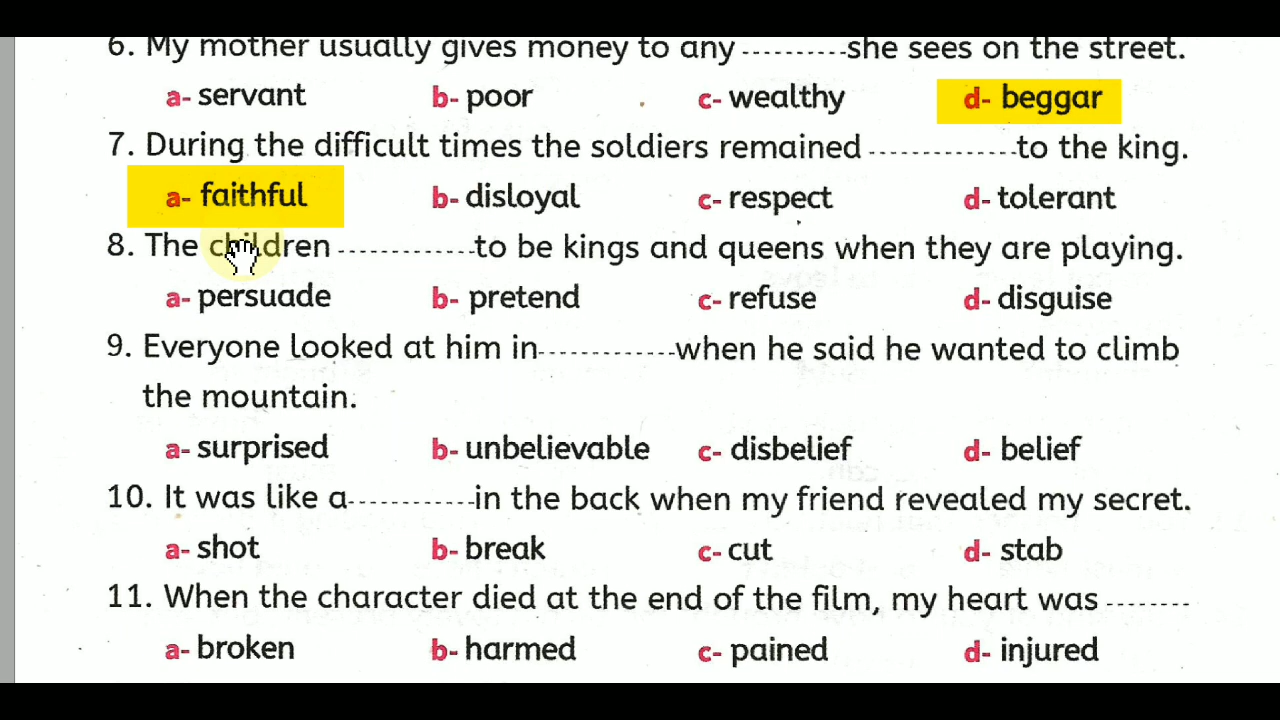 6. My mother usually gives money to any ---------- she sees on the street.
a- servant b- poor c- wealthy d- beggar
7. During the difficult times the soldiers remained -------------- to the king.
a- faithful b- disloyal c- respect d- tolerant
8. The children ------------- to be kings and queens when they are playing.
a- persuade b- pretend c- refuse d- disguise
9. Everyone looked at him in------------- when he said he wanted to climb
the mountain.
a- surprised b- unbelievable c- disbelief d- belief
10. It was like a------------ in the back when my friend revealed my secret.
a- shot b- break c- cut d- stab
11. When the character died at the end of the film, my heart was --------
a- broken b- harmed c- pained d- injured